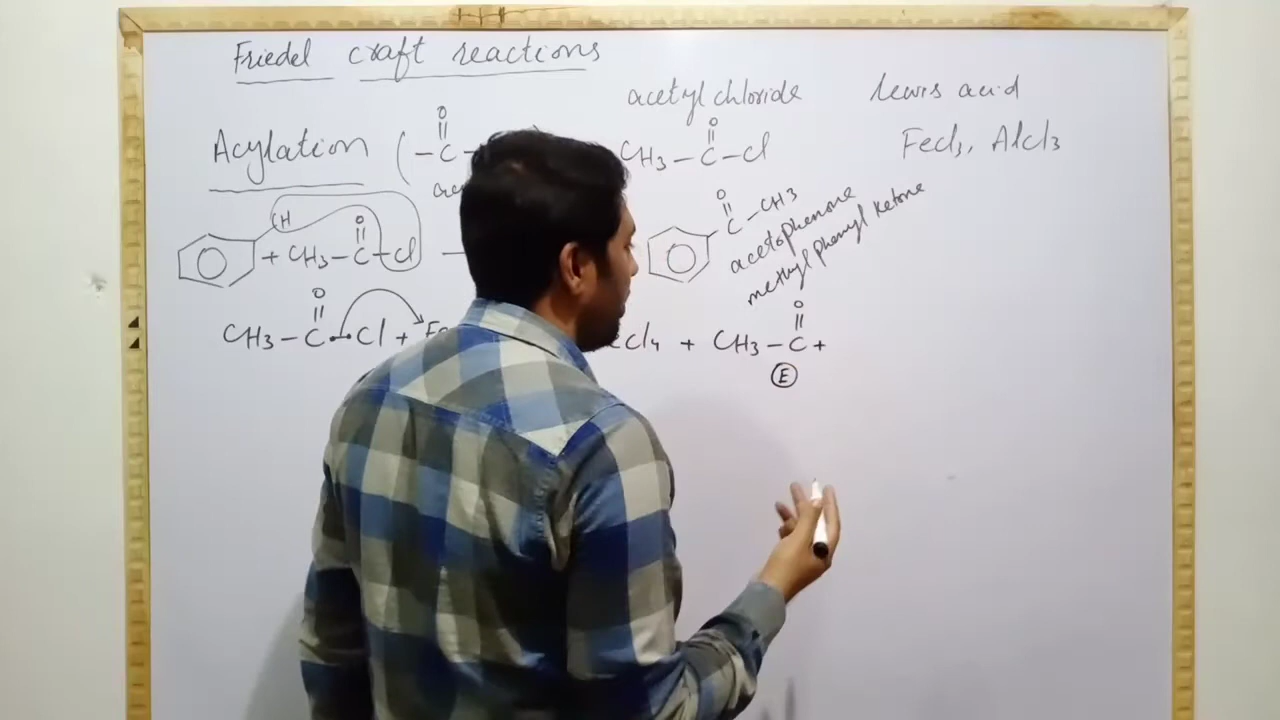 Friedel craft reactions
acetyl chloride
Lewis acid
O
||
Acylation ( –C–
O
||
CH3–C–Cl
FeCl3, AlCl3
H
O
||
+ CH3–C–Cl
O
||
C–CH3
acetophenone
methyl phenyl ketone
O
||
CH3–C–Cl +
Cl4 +
O
||
CH3–C+
E